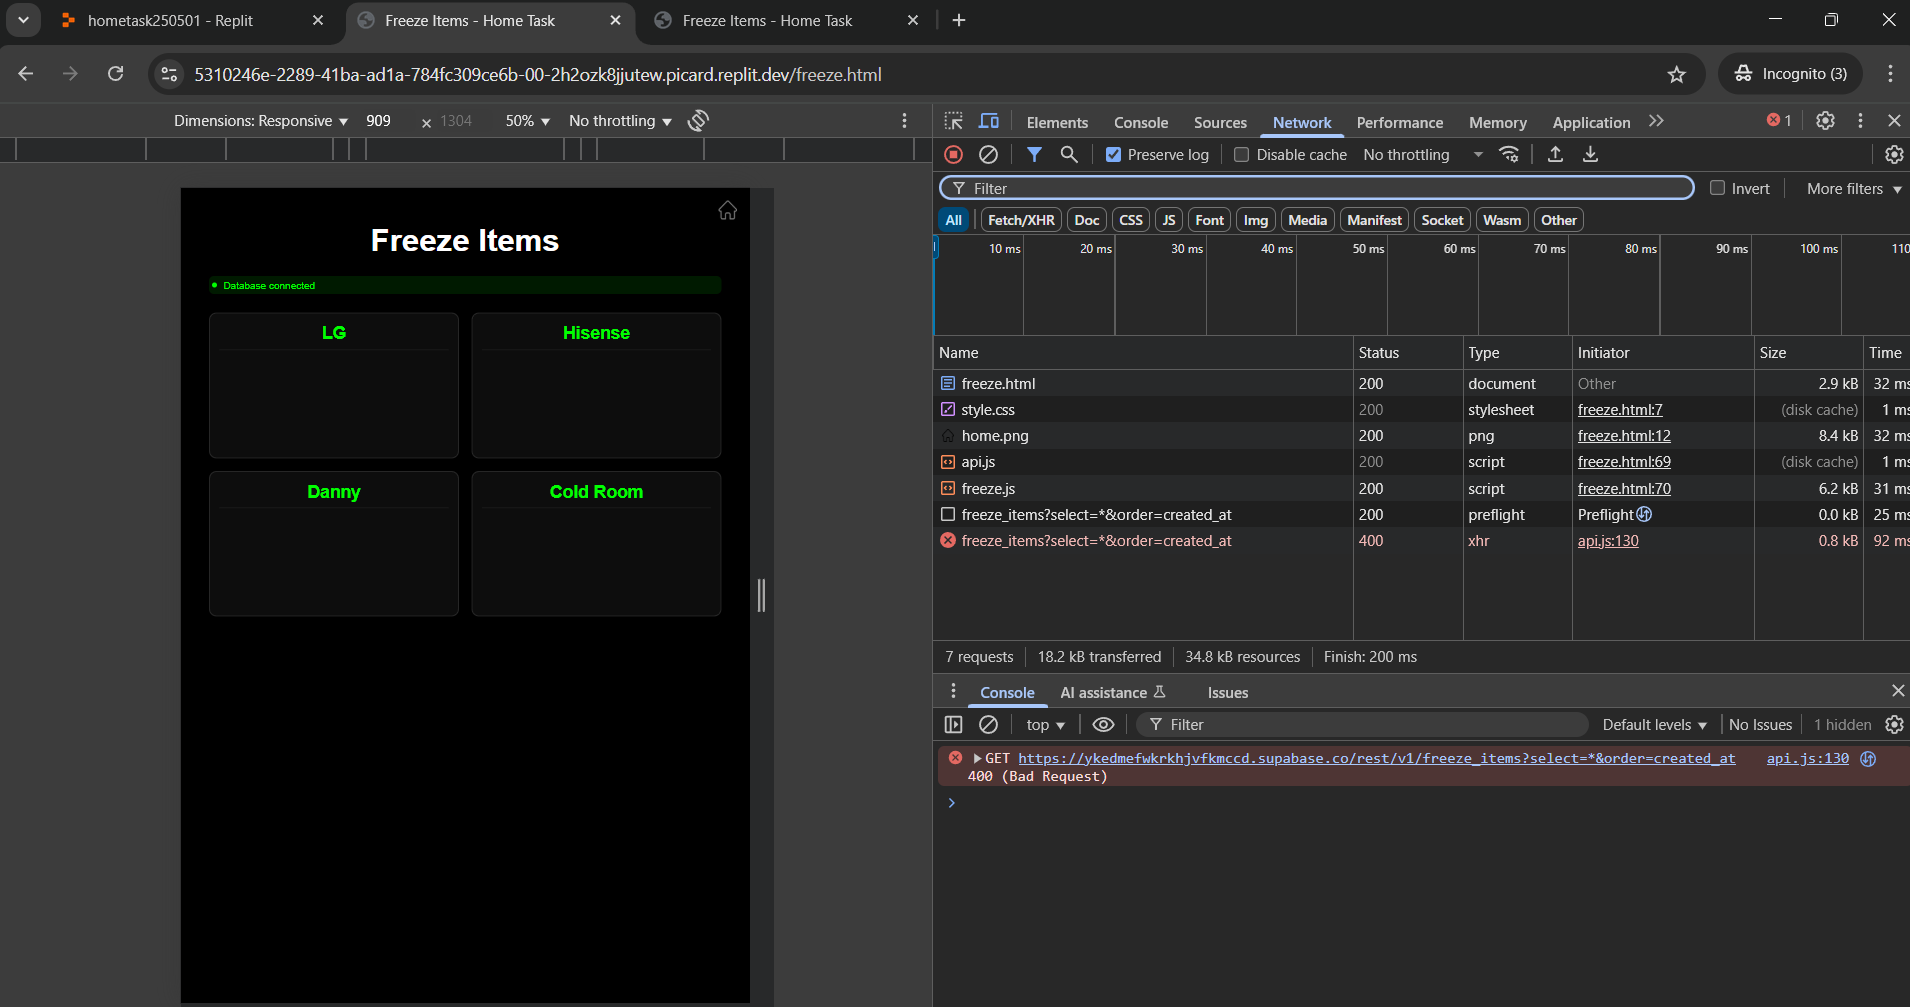 hometask250501 - Replit
Freeze Items - Home Task
Freeze Items - Home Task
5310246e-2289-41ba-ad1a-784fc309ce6b-00-2h2ozk8jjutew.picard.replit.dev/freeze.html
Incognito (3)
Dimensions: Responsive 909 × 1304 50% No throttling
Elements Console Sources Network Performance Memory Application 1
Preserve log Disable cache No throttling
Filter Invert More filters
All Fetch/XHR Doc CSS JS Font Img Media Manifest Socket Wasm Other
10 ms 20 ms 30 ms 40 ms 50 ms 60 ms 70 ms 80 ms 90 ms 100 ms 110
Name Status Type Initiator Size Time
freeze.html 200 document Other 2.9 kB 32 ms
style.css 200 stylesheet freeze.html:7 (disk cache) 1 ms
home.png 200 png freeze.html:12 8.4 kB 32 ms
api.js 200 script freeze.html:69 (disk cache) 1 ms
freeze.js 200 script freeze.html:70 6.2 kB 31 ms
freeze_items?select=*&order=created_at 200 preflight Preflight 0.0 kB 25 ms
freeze_items?select=*&order=created_at 400 xhr api.js:130 0.8 kB 92 ms
7 requests 18.2 kB transferred 34.8 kB resources Finish: 200 ms
Console AI assistance Issues
top Filter Default levels No Issues 1 hidden
GET https://ykedmefwkrkhjvfkmccd.supabase.co/rest/v1/freeze_items?select=*&order=created_at api.js:130
400 (Bad Request)
Freeze Items
Database connected
LG
Hisense
Danny
Cold Room